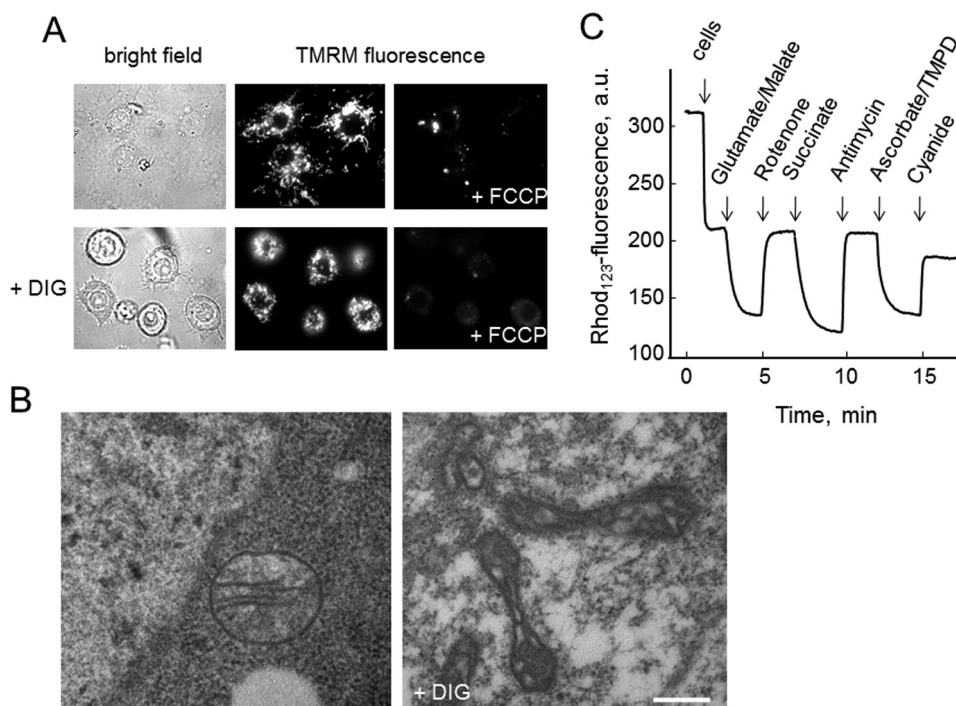 A
bright field
TMRM fluorescence
+ FCCP
+ DIG
+ FCCP
B
+ DIG
C
Rhod123-fluorescence, a.u.
300
250
200
150
100
cells
Glutamate/Malate
Rotenone
Succinate
Antimycin
Ascorbate/TMPD
Cyanide
0 5 10 15
Time, min